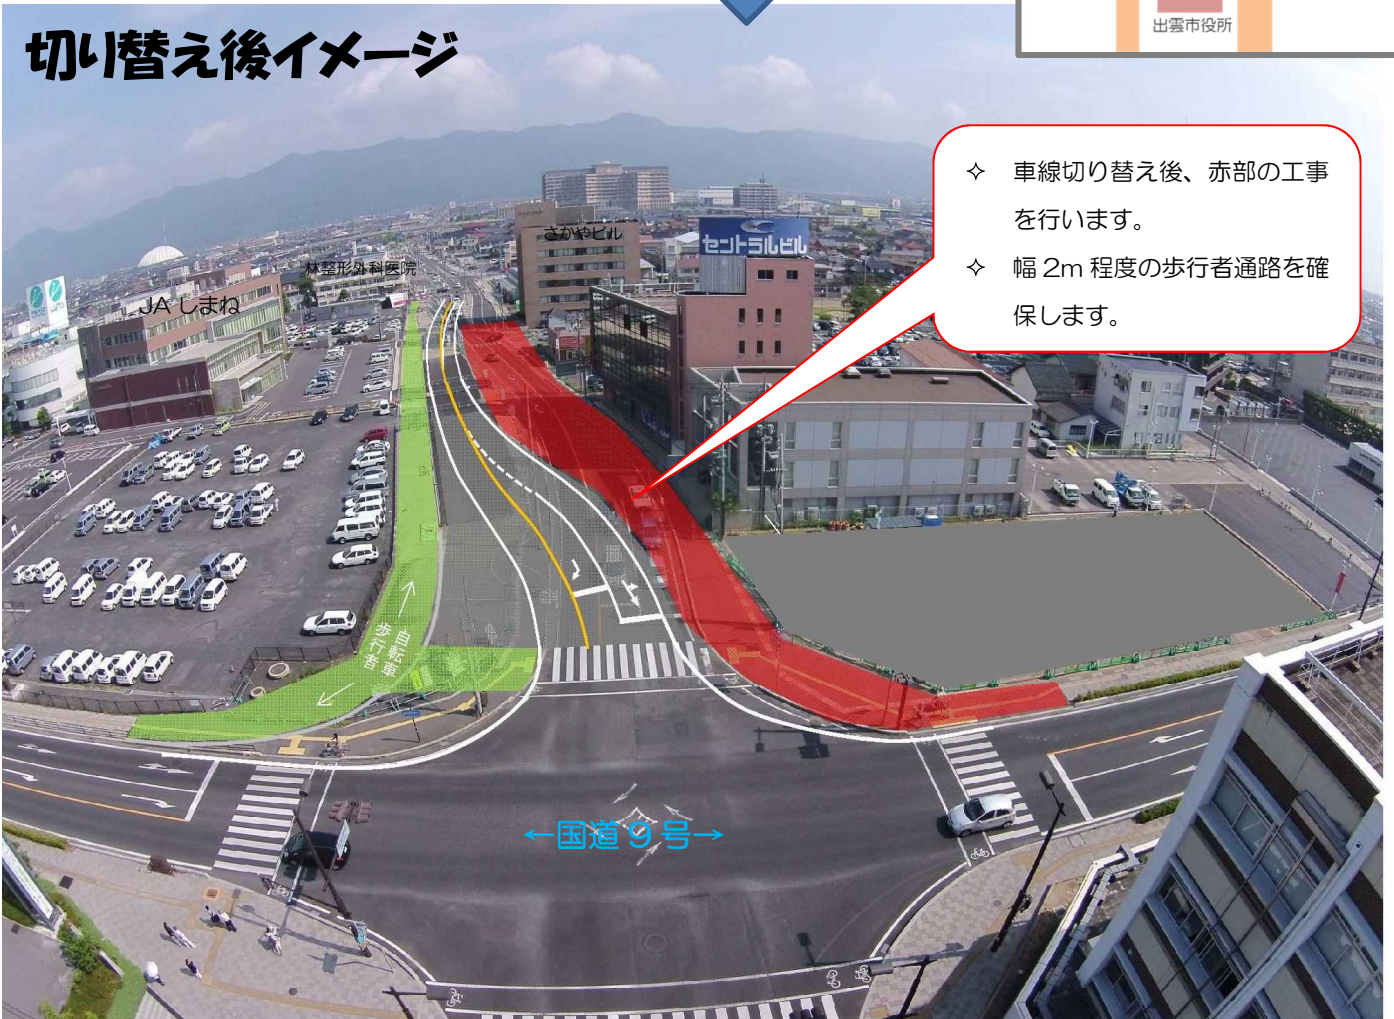 出雲市役所
切り替え後イメージ
✧ 車線切り替え後、赤部の工事
を行います。
✧ 幅2m程度の歩行者通路を確
保します。
さかやビル
セントラルビル
林整形外科医院
JAしまね
自転車
歩行者
←国道9号→